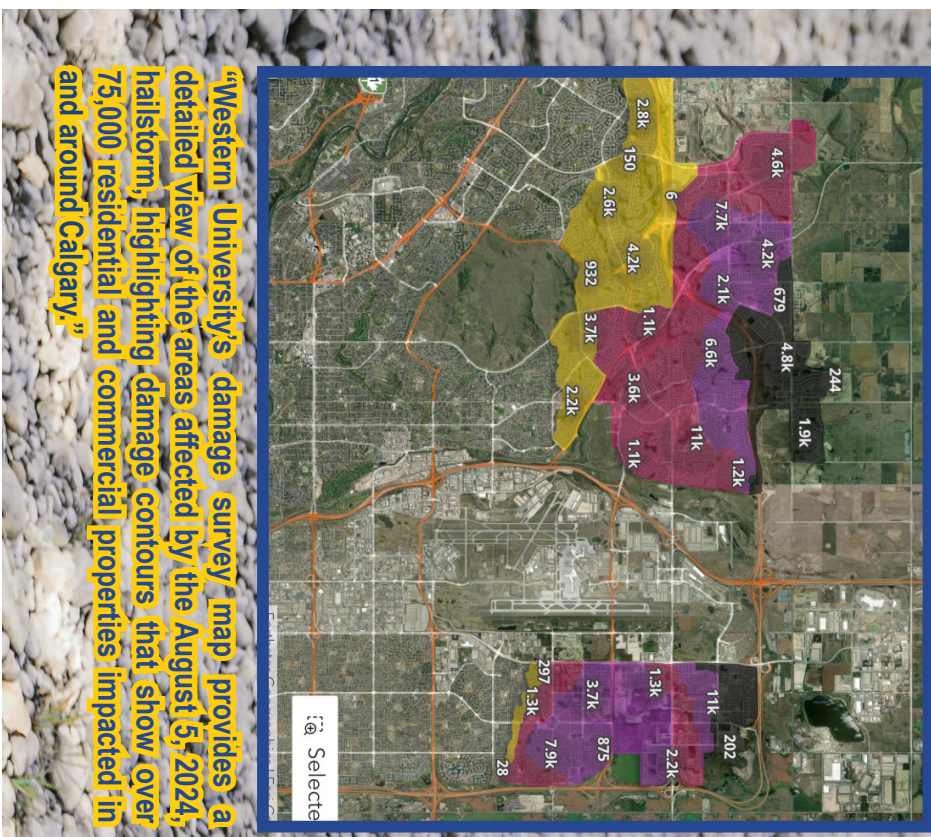 244
1.9k
4.8k
679
4.6k
4.2k
1.2k
202
2.1k
7.7k
11k
6.6k
11k
2.2k
6
1.3k
1.1k
2.8k
4.2k
3.6k
1.1k
150
2.6k
875
3.7k
932
3.7k
2.2k
7.9k
297
1.3k
28
Selecte
“Western University’s damage survey map provides a
detailed view of the areas affected by the August 5, 2024,
hailstorm, highlighting damage contours that show over
75,000 residential and commercial properties impacted in
and around Calgary.”